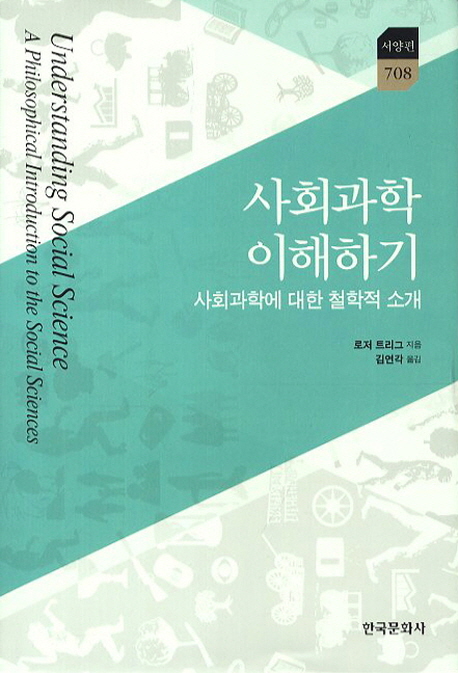 서양편
708
Understanding Social Science
A Philosophical Introduction to the Social Sciences
사회과학
이해하기
사회과학에 대한 철학적 소개
로저 트리그 지음
김연각 옮김
한국문화사